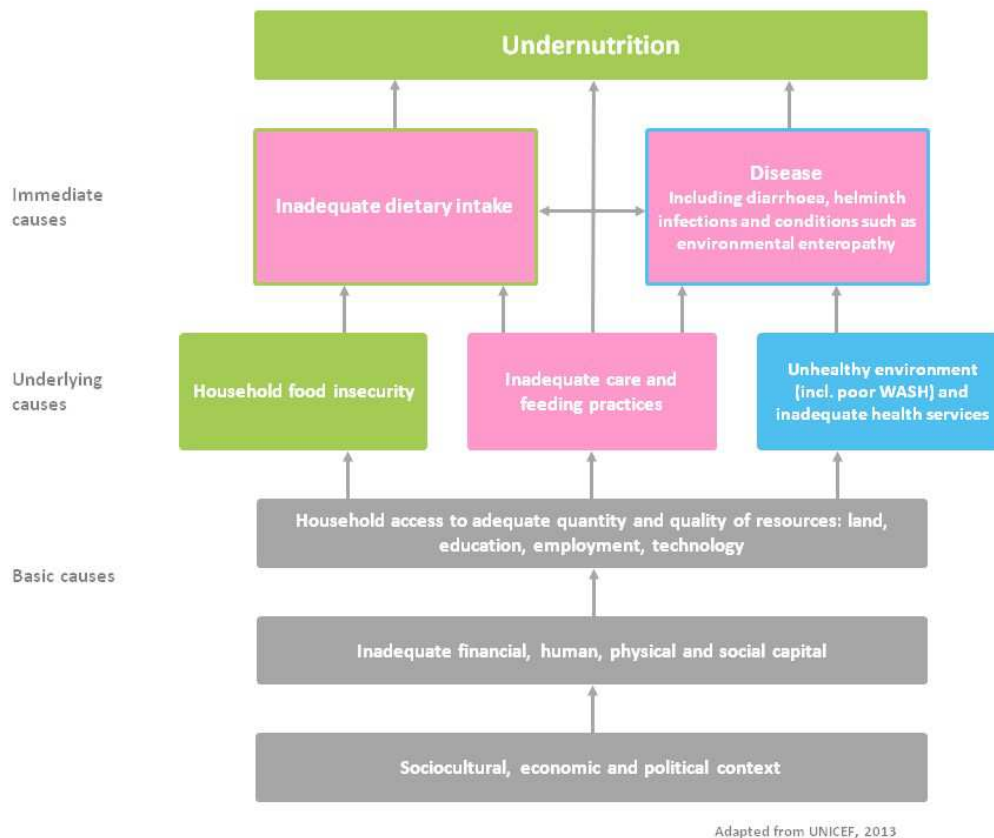 Undernutrition
Immediate
causes
Inadequate dietary intake
Disease
Including diarrhoea, helminth
infections and conditions such as
environmental enteropathy
Underlying
causes
Household food insecurity
Inadequate care and
feeding practices
Unhealthy environment
(incl. poor WASH) and
inadequate health services
Basic causes
Household access to adequate quantity and quality of resources: land,
education, employment, technology
Inadequate financial, human, physical and social capital
Sociocultural, economic and political context
Adapted from UNICEF, 2013